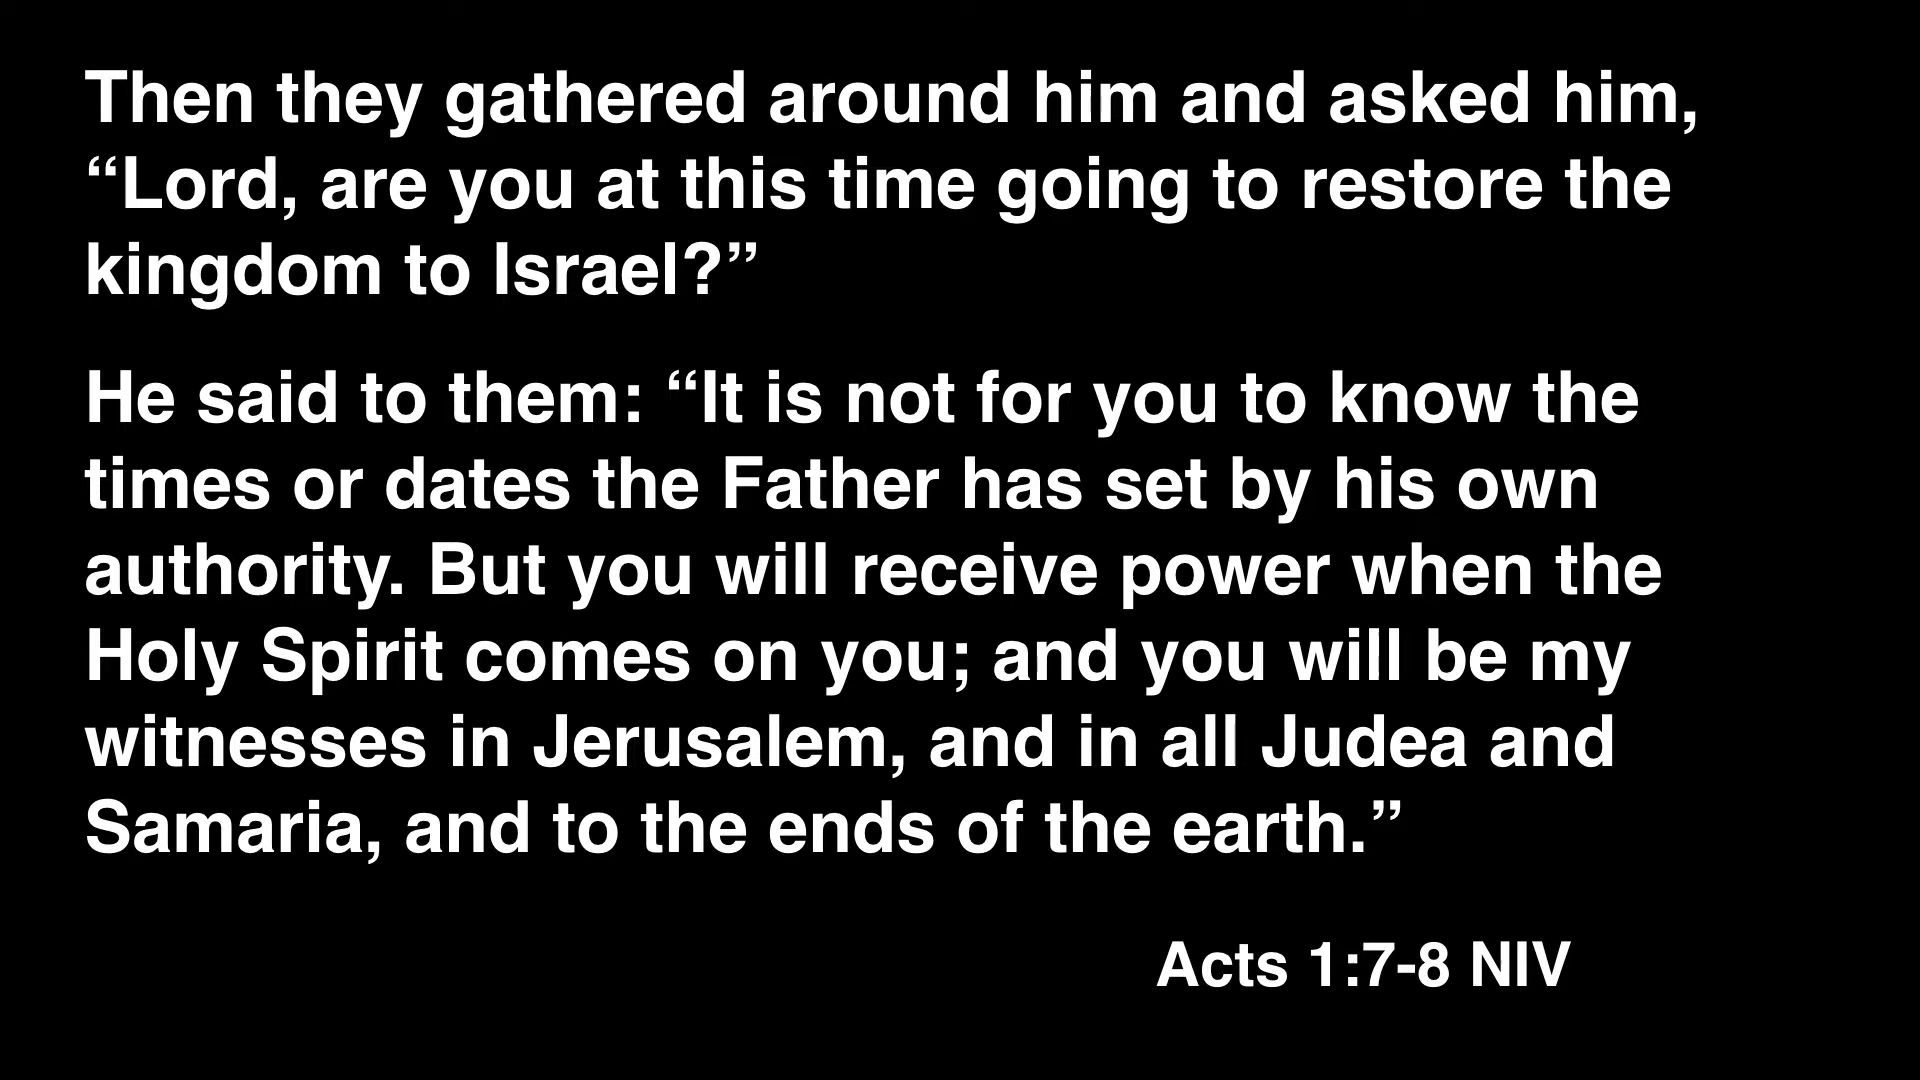 Then they gathered around him and asked him,
“Lord, are you at this time going to restore the
kingdom to Israel?”
He said to them: “It is not for you to know the
times or dates the Father has set by his own
authority. But you will receive power when the
Holy Spirit comes on you; and you will be my
witnesses in Jerusalem, and in all Judea and
Samaria, and to the ends of the earth.”
Acts 1:7-8 NIV